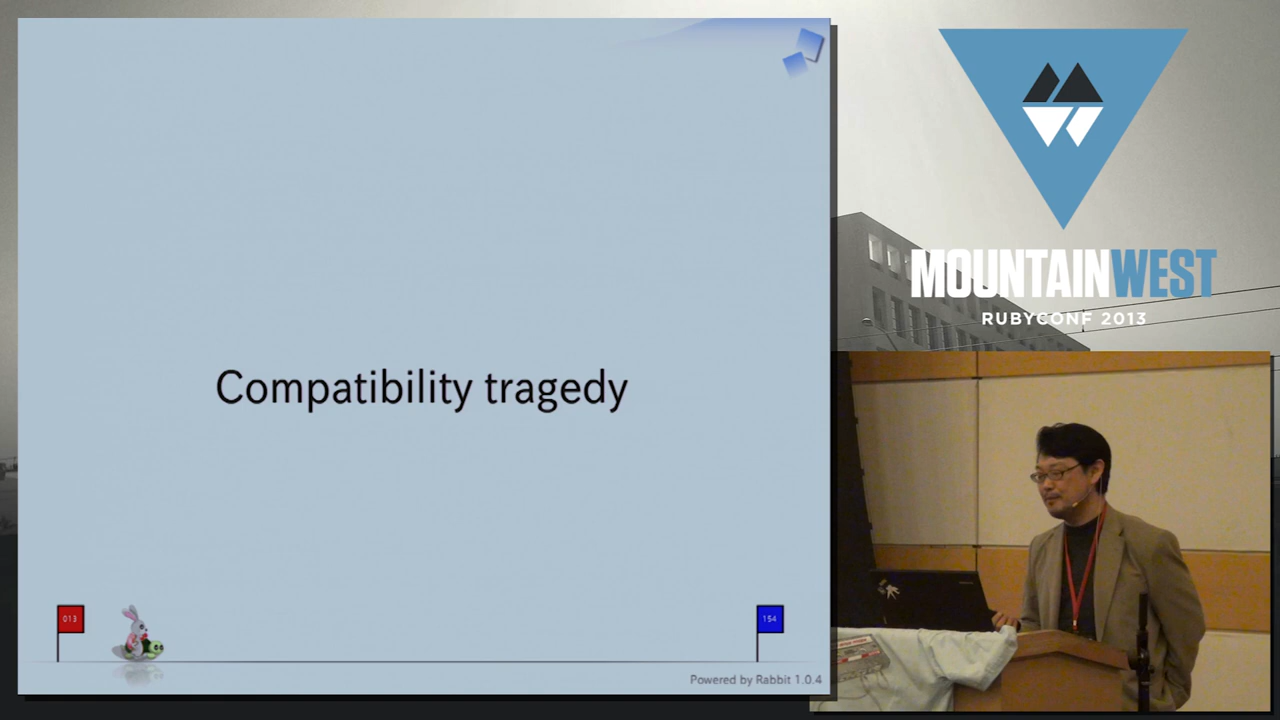 Compatibility tragedy
013
154
Powered by Rabbit 1.0.4
MOUNTAINWEST
RUBYCONF 2013